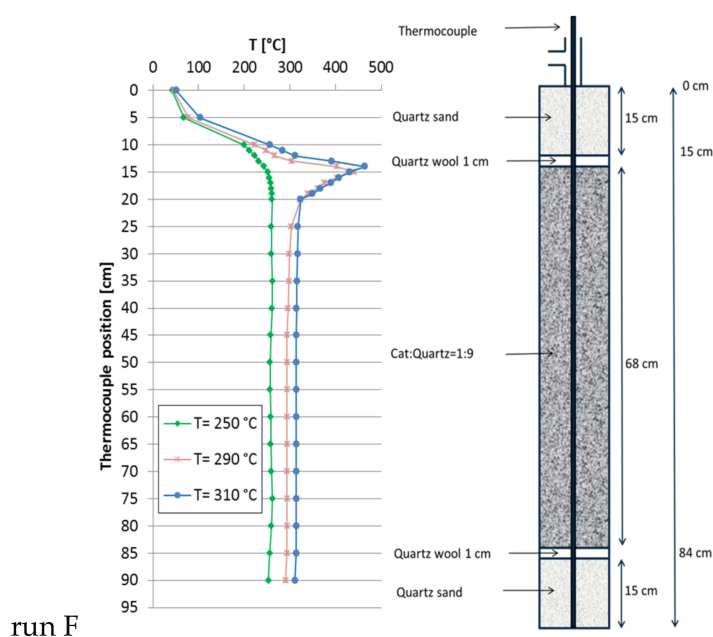 T [°C]
0 100 200 300 400 500
0
5
10
15
20
25
30
35
40
45
50
55
60
65
70
75
80
85
90
95
Thermocouple position [cm]
T= 250 °C
T= 290 °C
T= 310 °C
Thermocouple
Quartz sand
Quartz wool 1 cm
Cat:Quartz=1:9
Quartz wool 1 cm
Quartz sand
0 cm
15 cm
15 cm
68 cm
84 cm
15 cm
run F